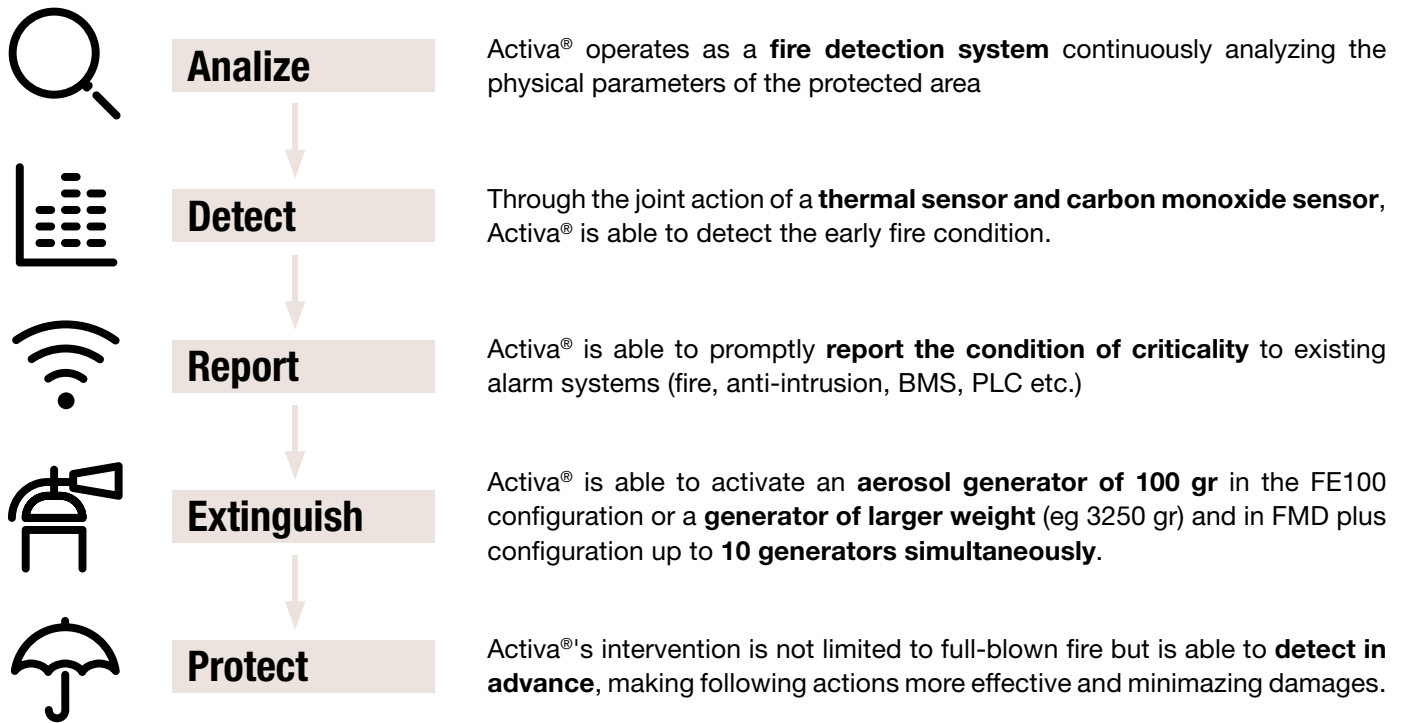 Analize
Activa® operates as a fire detection system continuously analyzing the
physical parameters of the protected area
Detect
Through the joint action of a thermal sensor and carbon monoxide sensor,
Activa® is able to detect the early fire condition.
Report
Activa® is able to promptly report the condition of criticality to existing
alarm systems (fire, anti-intrusion, BMS, PLC etc.)
Extinguish
Activa® is able to activate an aerosol generator of 100 gr in the FE100
configuration or a generator of larger weight (eg 3250 gr) and in FMD plus
configuration up to 10 generators simultaneously.
Protect
Activa®'s intervention is not limited to full-blown fire but is able to detect in
advance, making following actions more effective and minimazing damages.